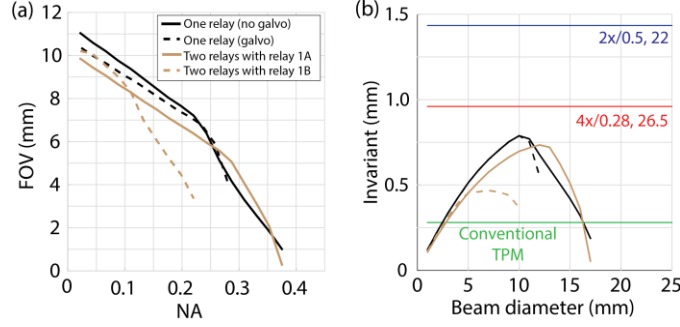 (a)
12
10
8
6
4
2
0
FOV (mm)
0
0.1
0.2
0.3
0.4
NA
One relay (no galvo)
One relay (galvo)
Two relays with relay 1A
Two relays with relay 1B
(b)
1.5
1.0
0.5
0
Invariant (mm)
2x/0.5, 22
4x/0.28, 26.5
Conventional
TPM
0
5
10
15
20
25
Beam diameter (mm)